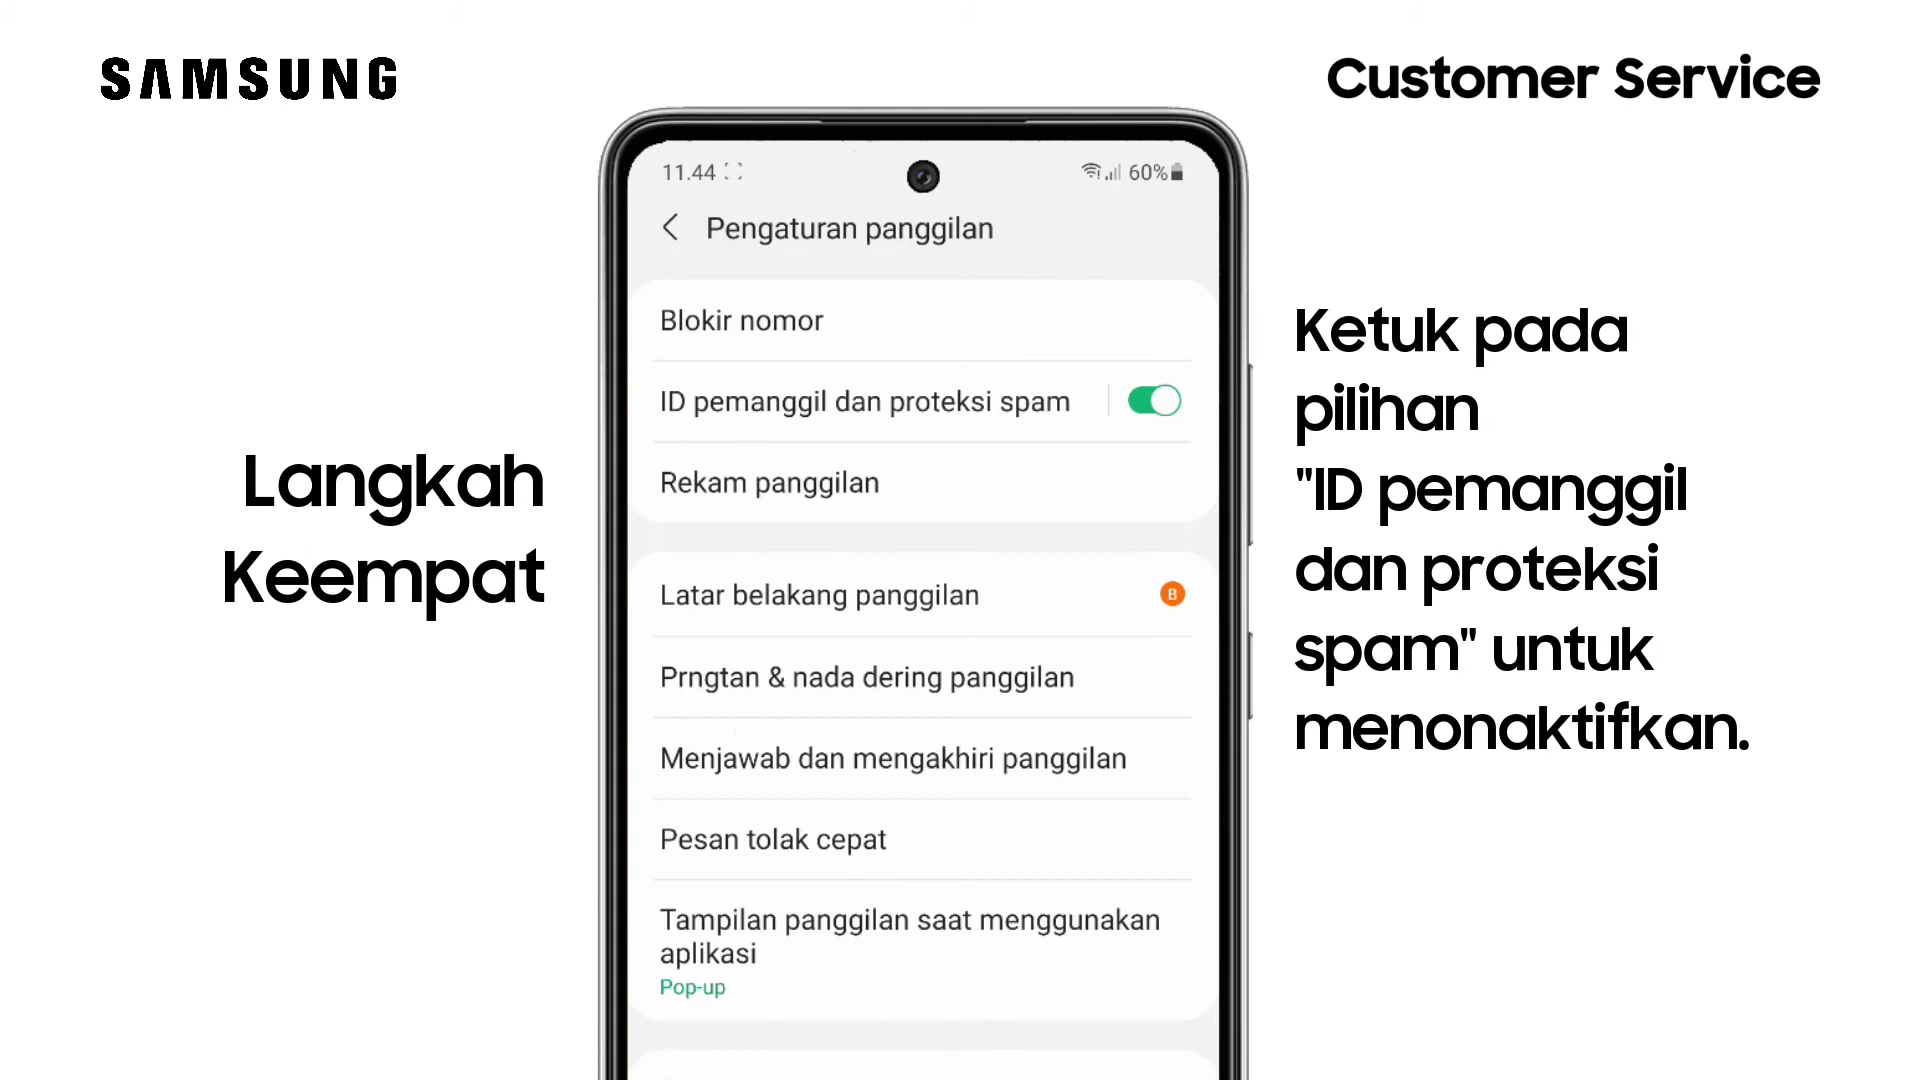 SAMSUNG
Customer Service
Langkah
Keempat
11.44
60%
Pengaturan panggilan
Blokir nomor
ID pemanggil dan proteksi spam
Rekam panggilan
Latar belakang panggilan
B
Prngtan & nada dering panggilan
Menjawab dan mengakhiri panggilan
Pesan tolak cepat
Tampilan panggilan saat menggunakan
aplikasi
Pop-up
Ketuk pada
pilihan
"ID pemanggil
dan proteksi
spam" untuk
menonaktifkan.